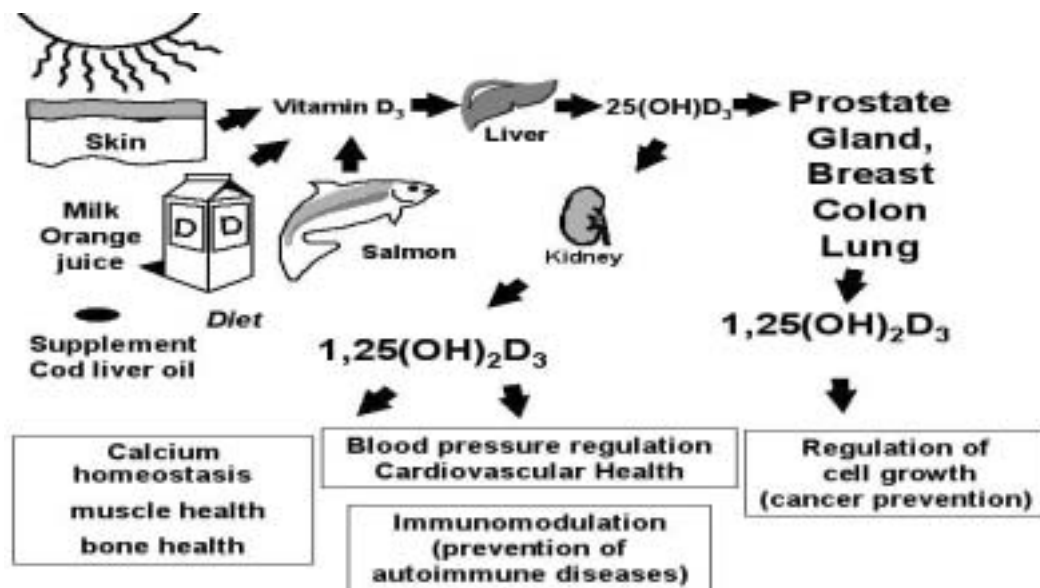 Skin
Vitamin D₃
Liver
25(OH)D₃
Prostate
Gland,
Breast
Colon
Lung
Milk
Orange
juice
D D
Salmon
Kidney
Diet
Supplement
Cod liver oil
1,25(OH)₂D₃
1,25(OH)₂D₃
Calcium
homeostasis
muscle health
bone health
Blood pressure regulation
Cardiovascular Health
Immunomodulation
(prevention of
autoimmune diseases)
Regulation of
cell growth
(cancer prevention)